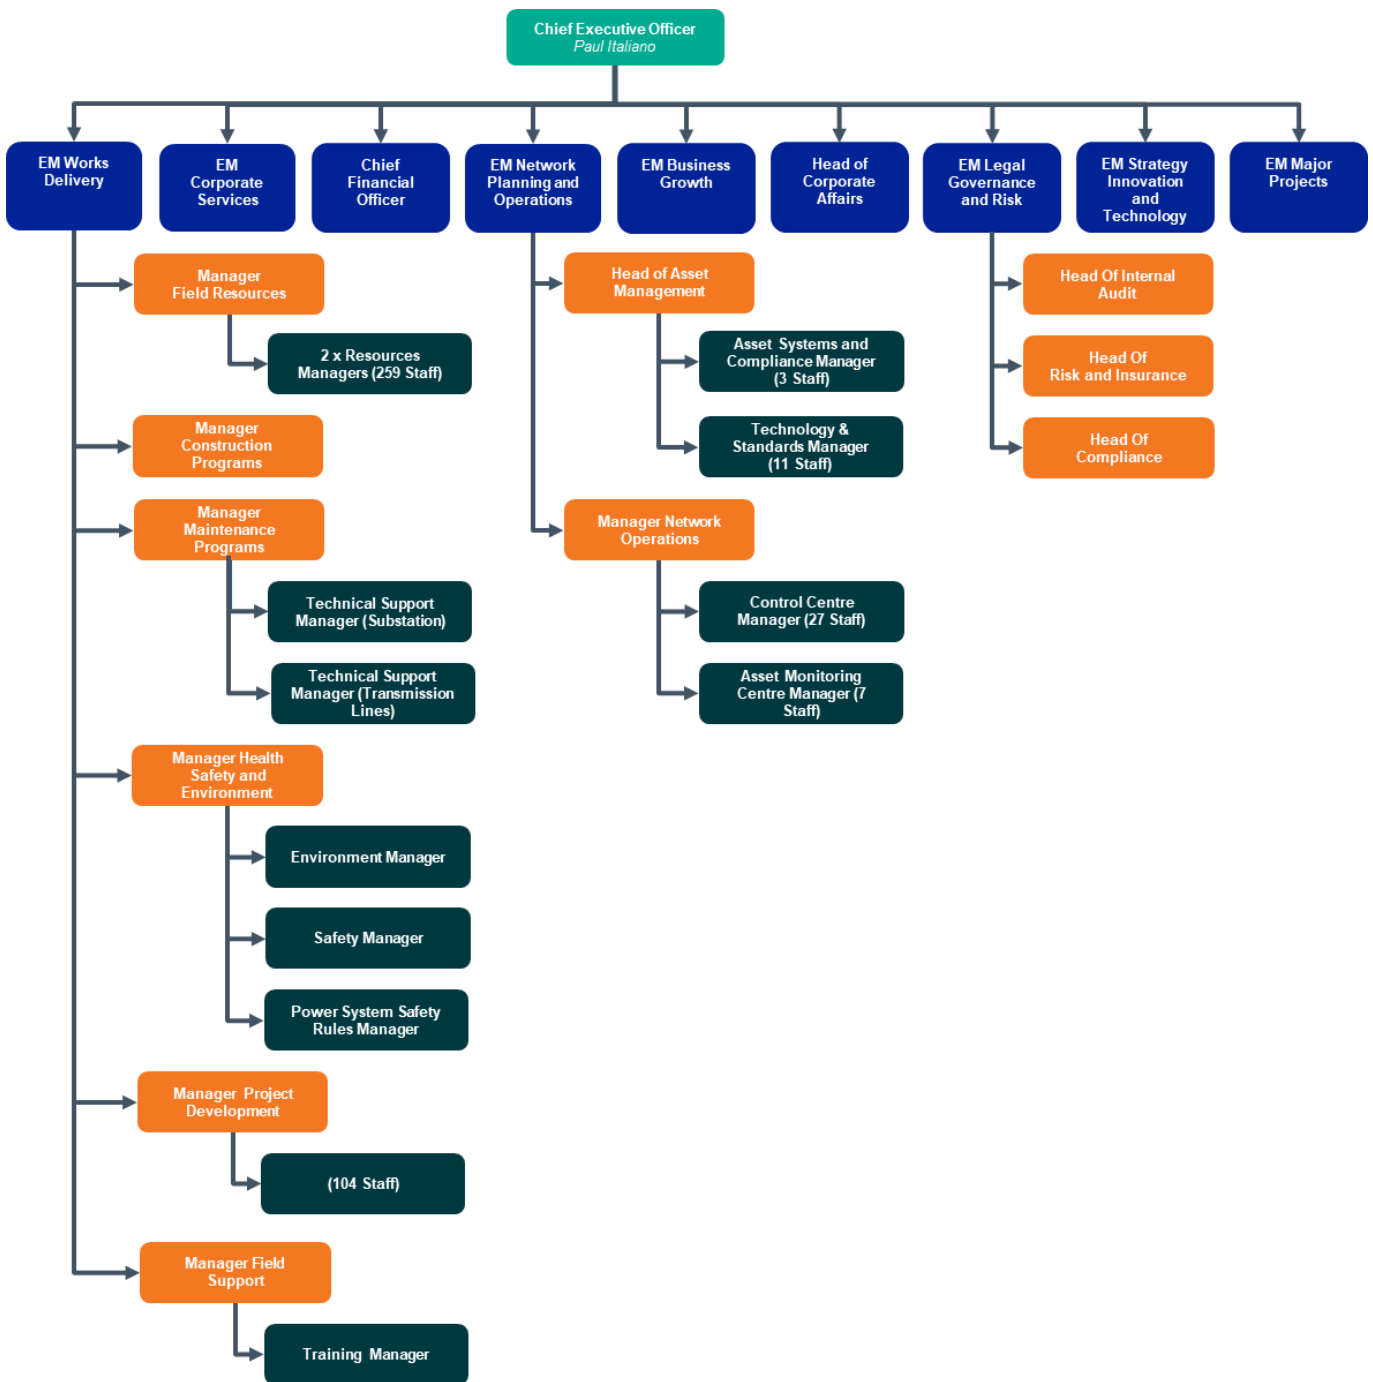 Chief Executive Officer
Paul Italiano
EM Works
Delivery
EM
Corporate
Services
Chief
Financial
Officer
EM Network
Planning and
Operations
EM Business
Growth
Head of
Corporate
Affairs
EM Legal
Governance
and Risk
EM Strategy
Innovation
and
Technology
EM Major
Projects
Manager
Field Resources
2 x Resources
Managers (259 Staff)
Manager
Construction
Programs
Manager
Maintenance
Programs
Technical Support
Manager (Substation)
Technical Support
Manager (Transmission
Lines)
Manager Health
Safety and
Environment
Environment Manager
Safety Manager
Power System Safety
Rules Manager
Manager Project
Development
(104 Staff)
Manager Field
Support
Training Manager
Head of Asset
Management
Asset Systems and
Compliance Manager
(3 Staff)
Technology &
Standards Manager
(11 Staff)
Manager Network
Operations
Control Centre
Manager (27 Staff)
Asset Monitoring
Centre Manager (7
Staff)
Head Of Internal
Audit
Head Of
Risk and Insurance
Head Of
Compliance